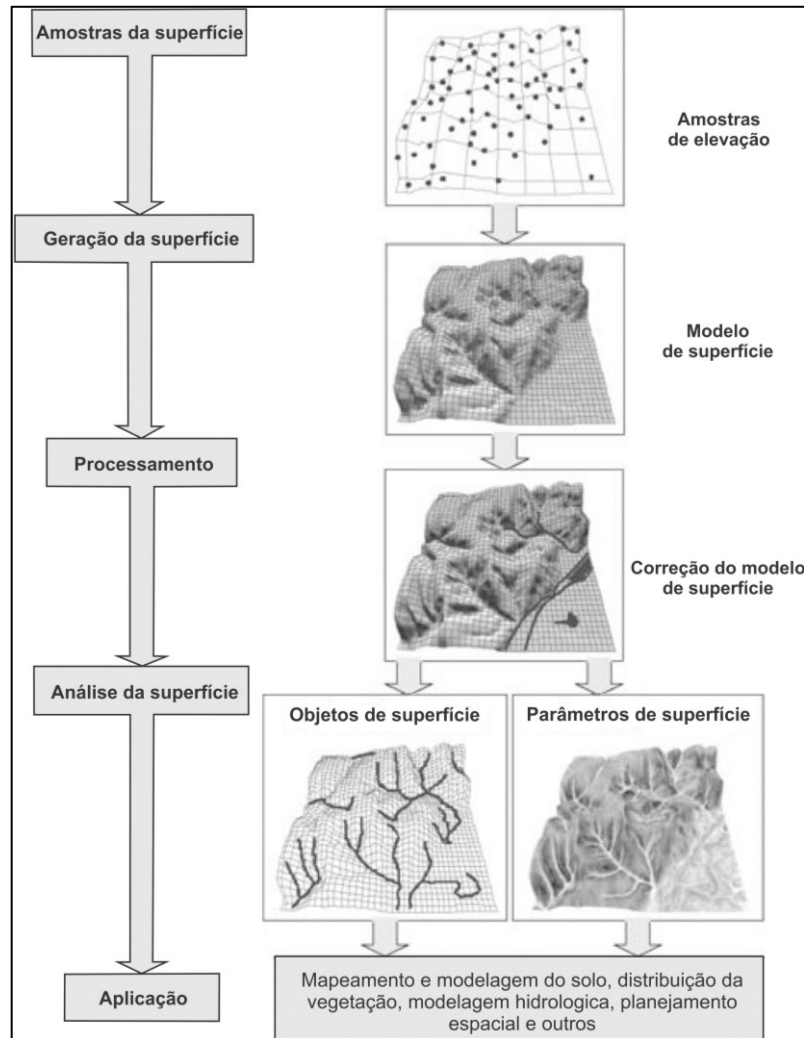 Amostras da superfície
Amostras
de elevação
Geração da superfície
Modelo
de superfície
Processamento
Correção do modelo
de superfície
Análise da superfície
Objetos de superfície
Parâmetros de superfície
Aplicação
Mapeamento e modelagem do solo, distribuição da
vegetação, modelagem hidrologica, planejamento
espacial e outros